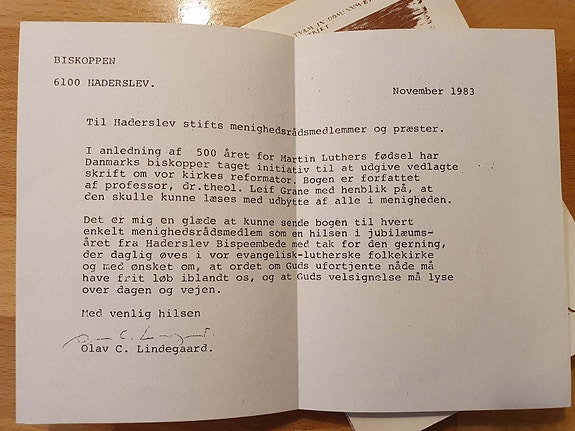 TVAM IN DOMINUM
BISKOPPEN
6100 HADERSLEV.
November 1983
Til Haderslev stifts menighedsrådsmedlemmer og præster.
I anledning af 500 året for Martin Luthers fødsel har
Danmarks biskopper taget initiativ til at udgive vedlagte
skrift om vor kirkes reformator. Bogen er forfattet
af professor, dr.theol. Leif Grane med henblik på, at
den skulle kunne læses med udbytte af alle i menigheden.
Det er mig en glæde at kunne sende bogen til hvert
enkelt menighedsrådsmedlem som en hilsen i jubilæums-
året fra Haderslev Bispeembede med tak for den gerning,
der daglig øves i vor evangelisk-lutherske folkekirke
og med ønsket om, at ordet om Guds ufortjente nåde må
have frit løb iblandt os, og at Guds velsignelse må lyse
over dagen og vejen.
Med venlig hilsen
Olav C. Lindegaard.